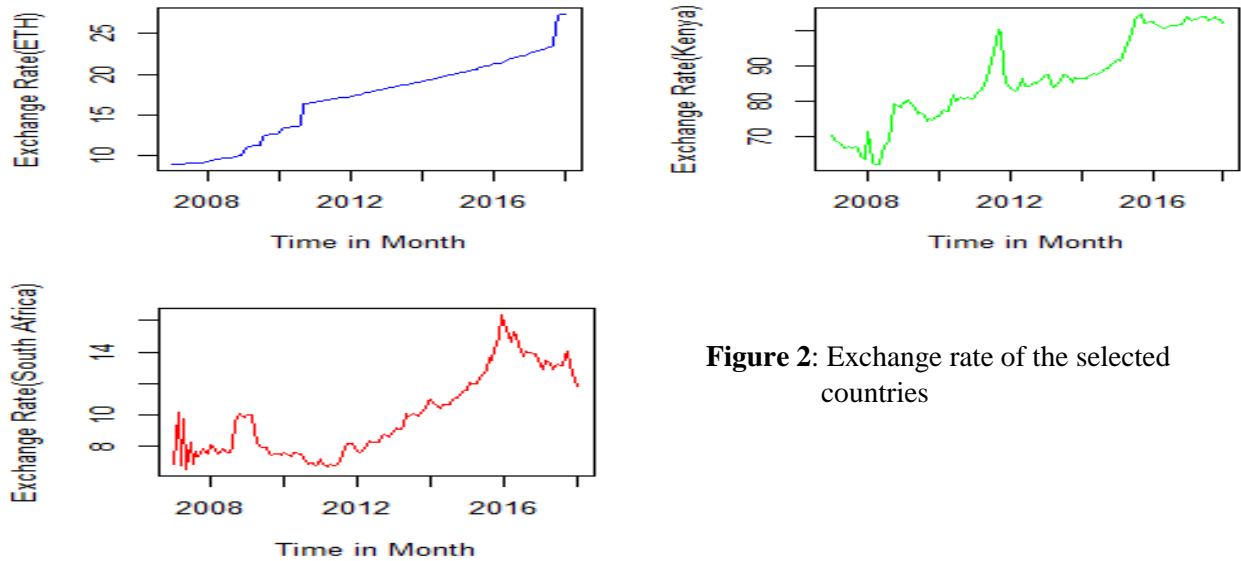 Exchange Rate(ETH)
25
20
15
10
2008 2012 2016
Time in Month
Exchange Rate(Kenya)
90
80
70
2008 2012 2016
Time in Month
Exchange Rate(South Africa)
14
10
8
2008 2012 2016
Time in Month
Figure 2: Exchange rate of the selected
countries